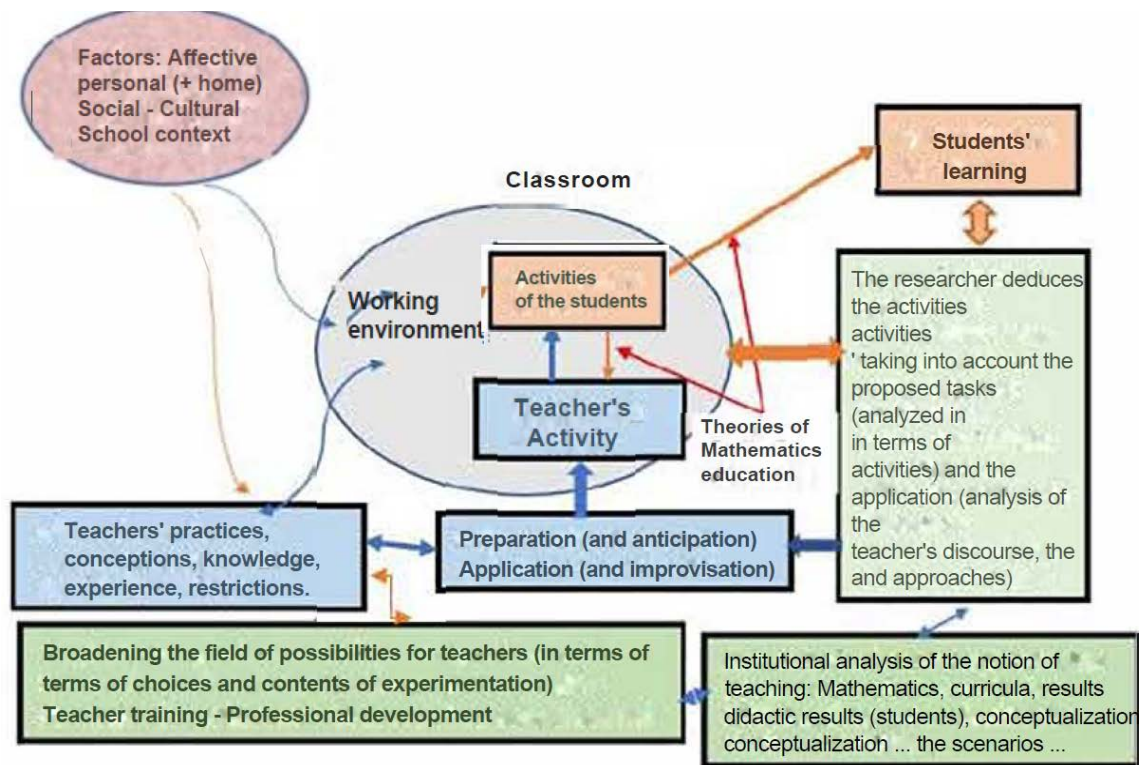 Factors: Affective
personal (+ home)
Social - Cultural
School context
Classroom
Students'
learning
Activities
of the students
Working
environment
Teacher's
Activity
Theories of
Mathematics
education
The researcher deduces
the activities
activities
' taking into account the
proposed tasks
(analyzed in
in terms of
activities) and the
application (analysis of
the
teacher's discourse, the
and approaches)
Teachers' practices,
conceptions, knowledge,
experience, restrictions.
Preparation (and anticipation)
Application (and improvisation)
Broadening the field of possibilities for teachers (in terms of
terms of choices and contents of experimentation)
Teacher training - Professional development
Institutional analysis of the notion of
teaching: Mathematics, curricula, results
didactic results (students), conceptualization
conceptualization ... the scenarios ...